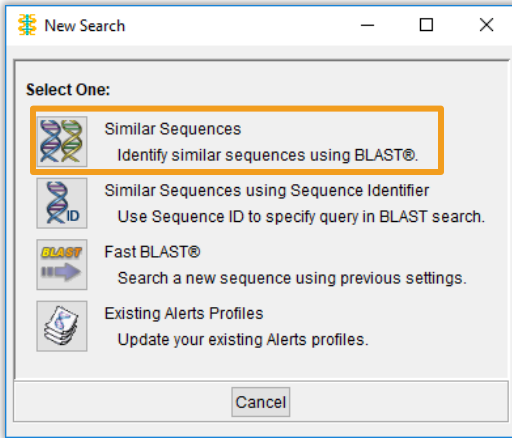 New Search
Select One:
Similar Sequences
Identify similar sequences using BLAST®.
ID
Similar Sequences using Sequence Identifier
Use Sequence ID to specify query in BLAST search.
BLAST
Fast BLAST®
Search a new sequence using previous settings.
Existing Alerts Profiles
Update your existing Alerts profiles.
Cancel